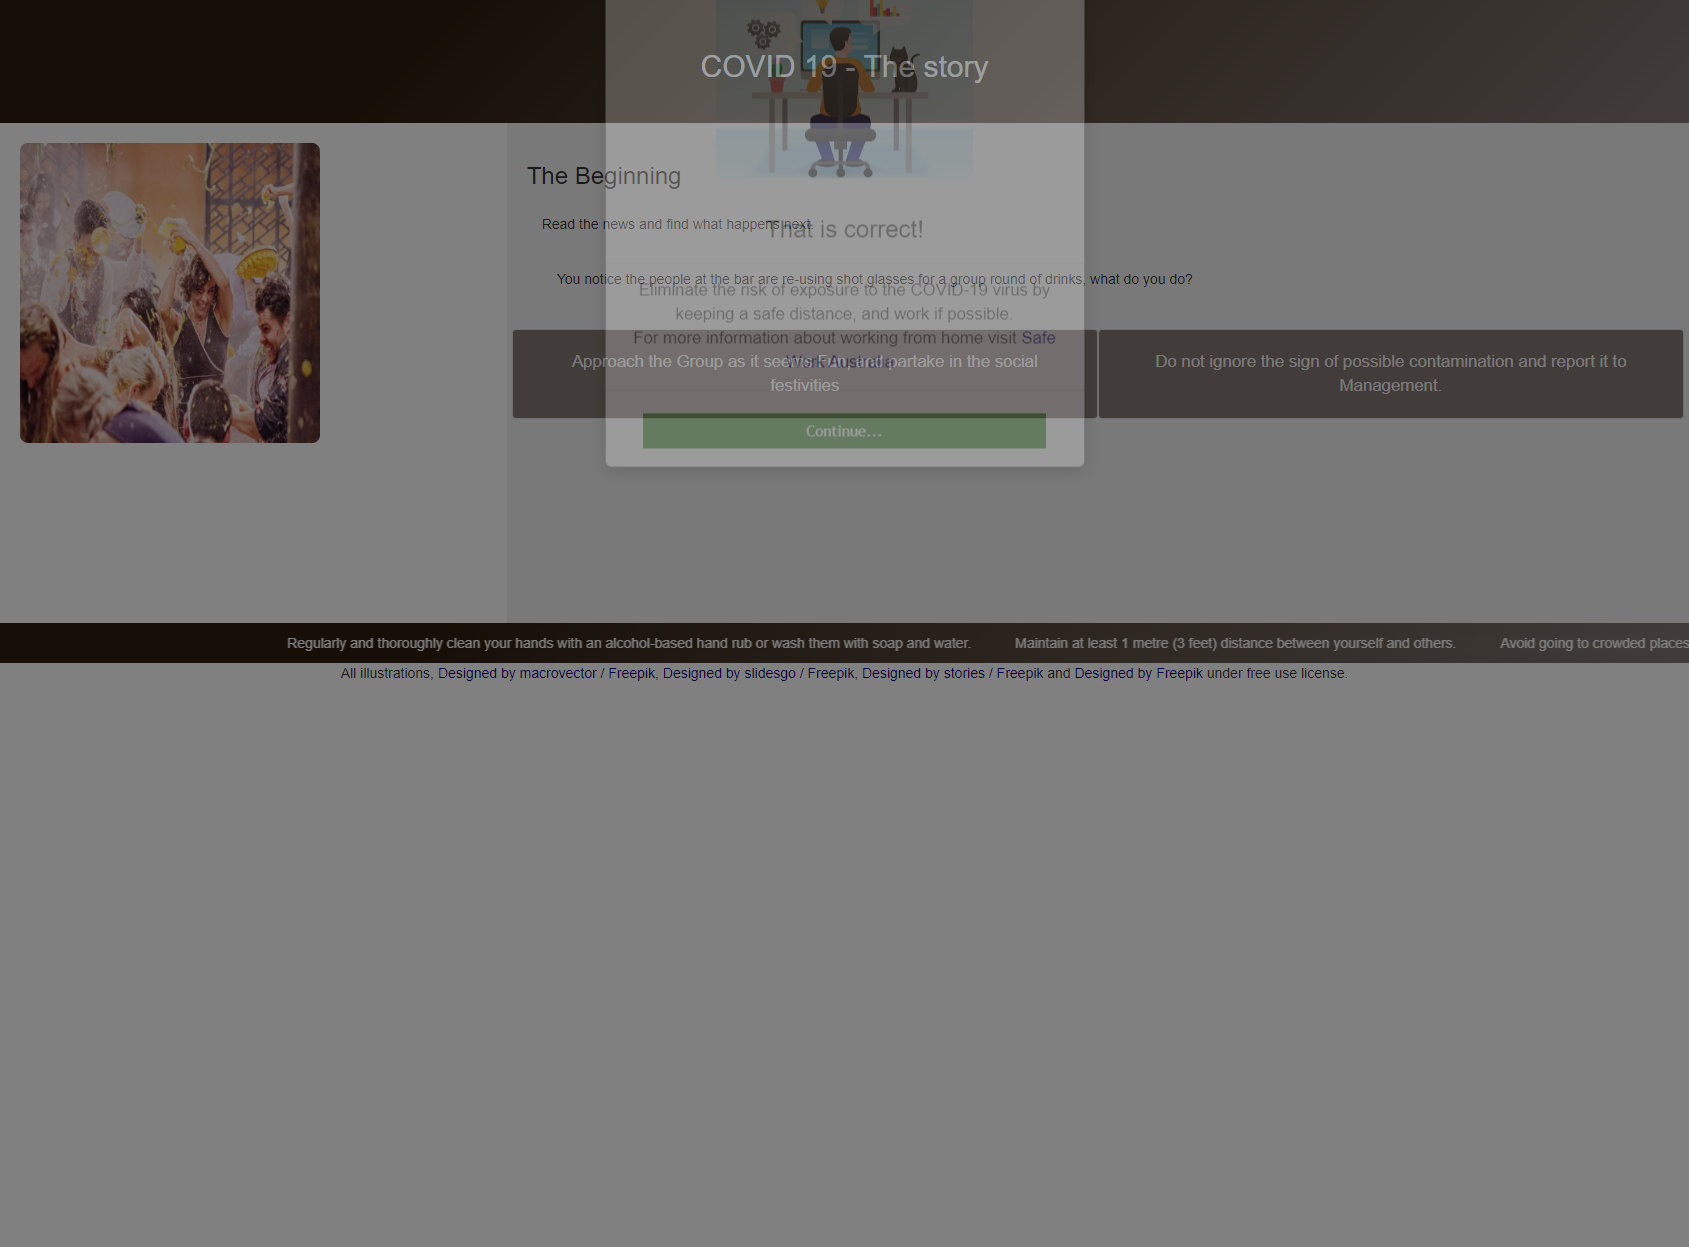 COVID 19 - The story
The Beginning
Read the news and find what happens next.
That is correct!
You notice the people at the bar are re-using shot glasses for a group round of drinks, what do you do?
Eliminate the risk of exposure to the COVID-19 virus by
keeping a safe distance, and work if possible.
For more information about working from home visit Safe
Work Australia
Approach the Group as it seems Fun and partake in the social
festivities
Do not ignore the sign of possible contamination and report it to
Management.
Continue...
Regularly and thoroughly clean your hands with an alcohol-based hand rub or wash them with soap and water.
Maintain at least 1 metre (3 feet) distance between yourself and others.
Avoid going to crowded places
All illustrations, Designed by macrovector / Freepik, Designed by slidesgo / Freepik, Designed by stories / Freepik and Designed by Freepik under free use license.